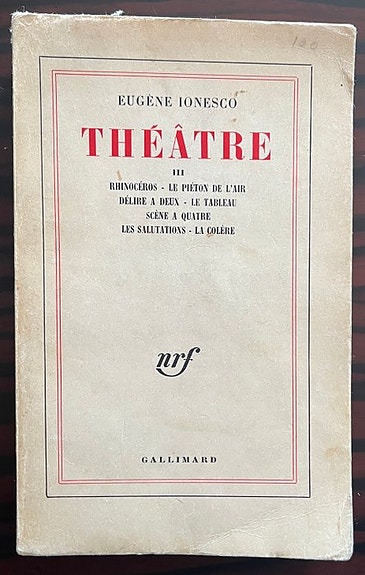 120
EUGÈNE IONESCO
THÉÂTRE
III
RHINOCÉROS - LE PIÉTON DE L'AIR
DÉLIRE A DEUX - LE TABLEAU
SCÈNE A QUATRE
LES SALUTATIONS - LA COLÈRE
nrf
GALLIMARD